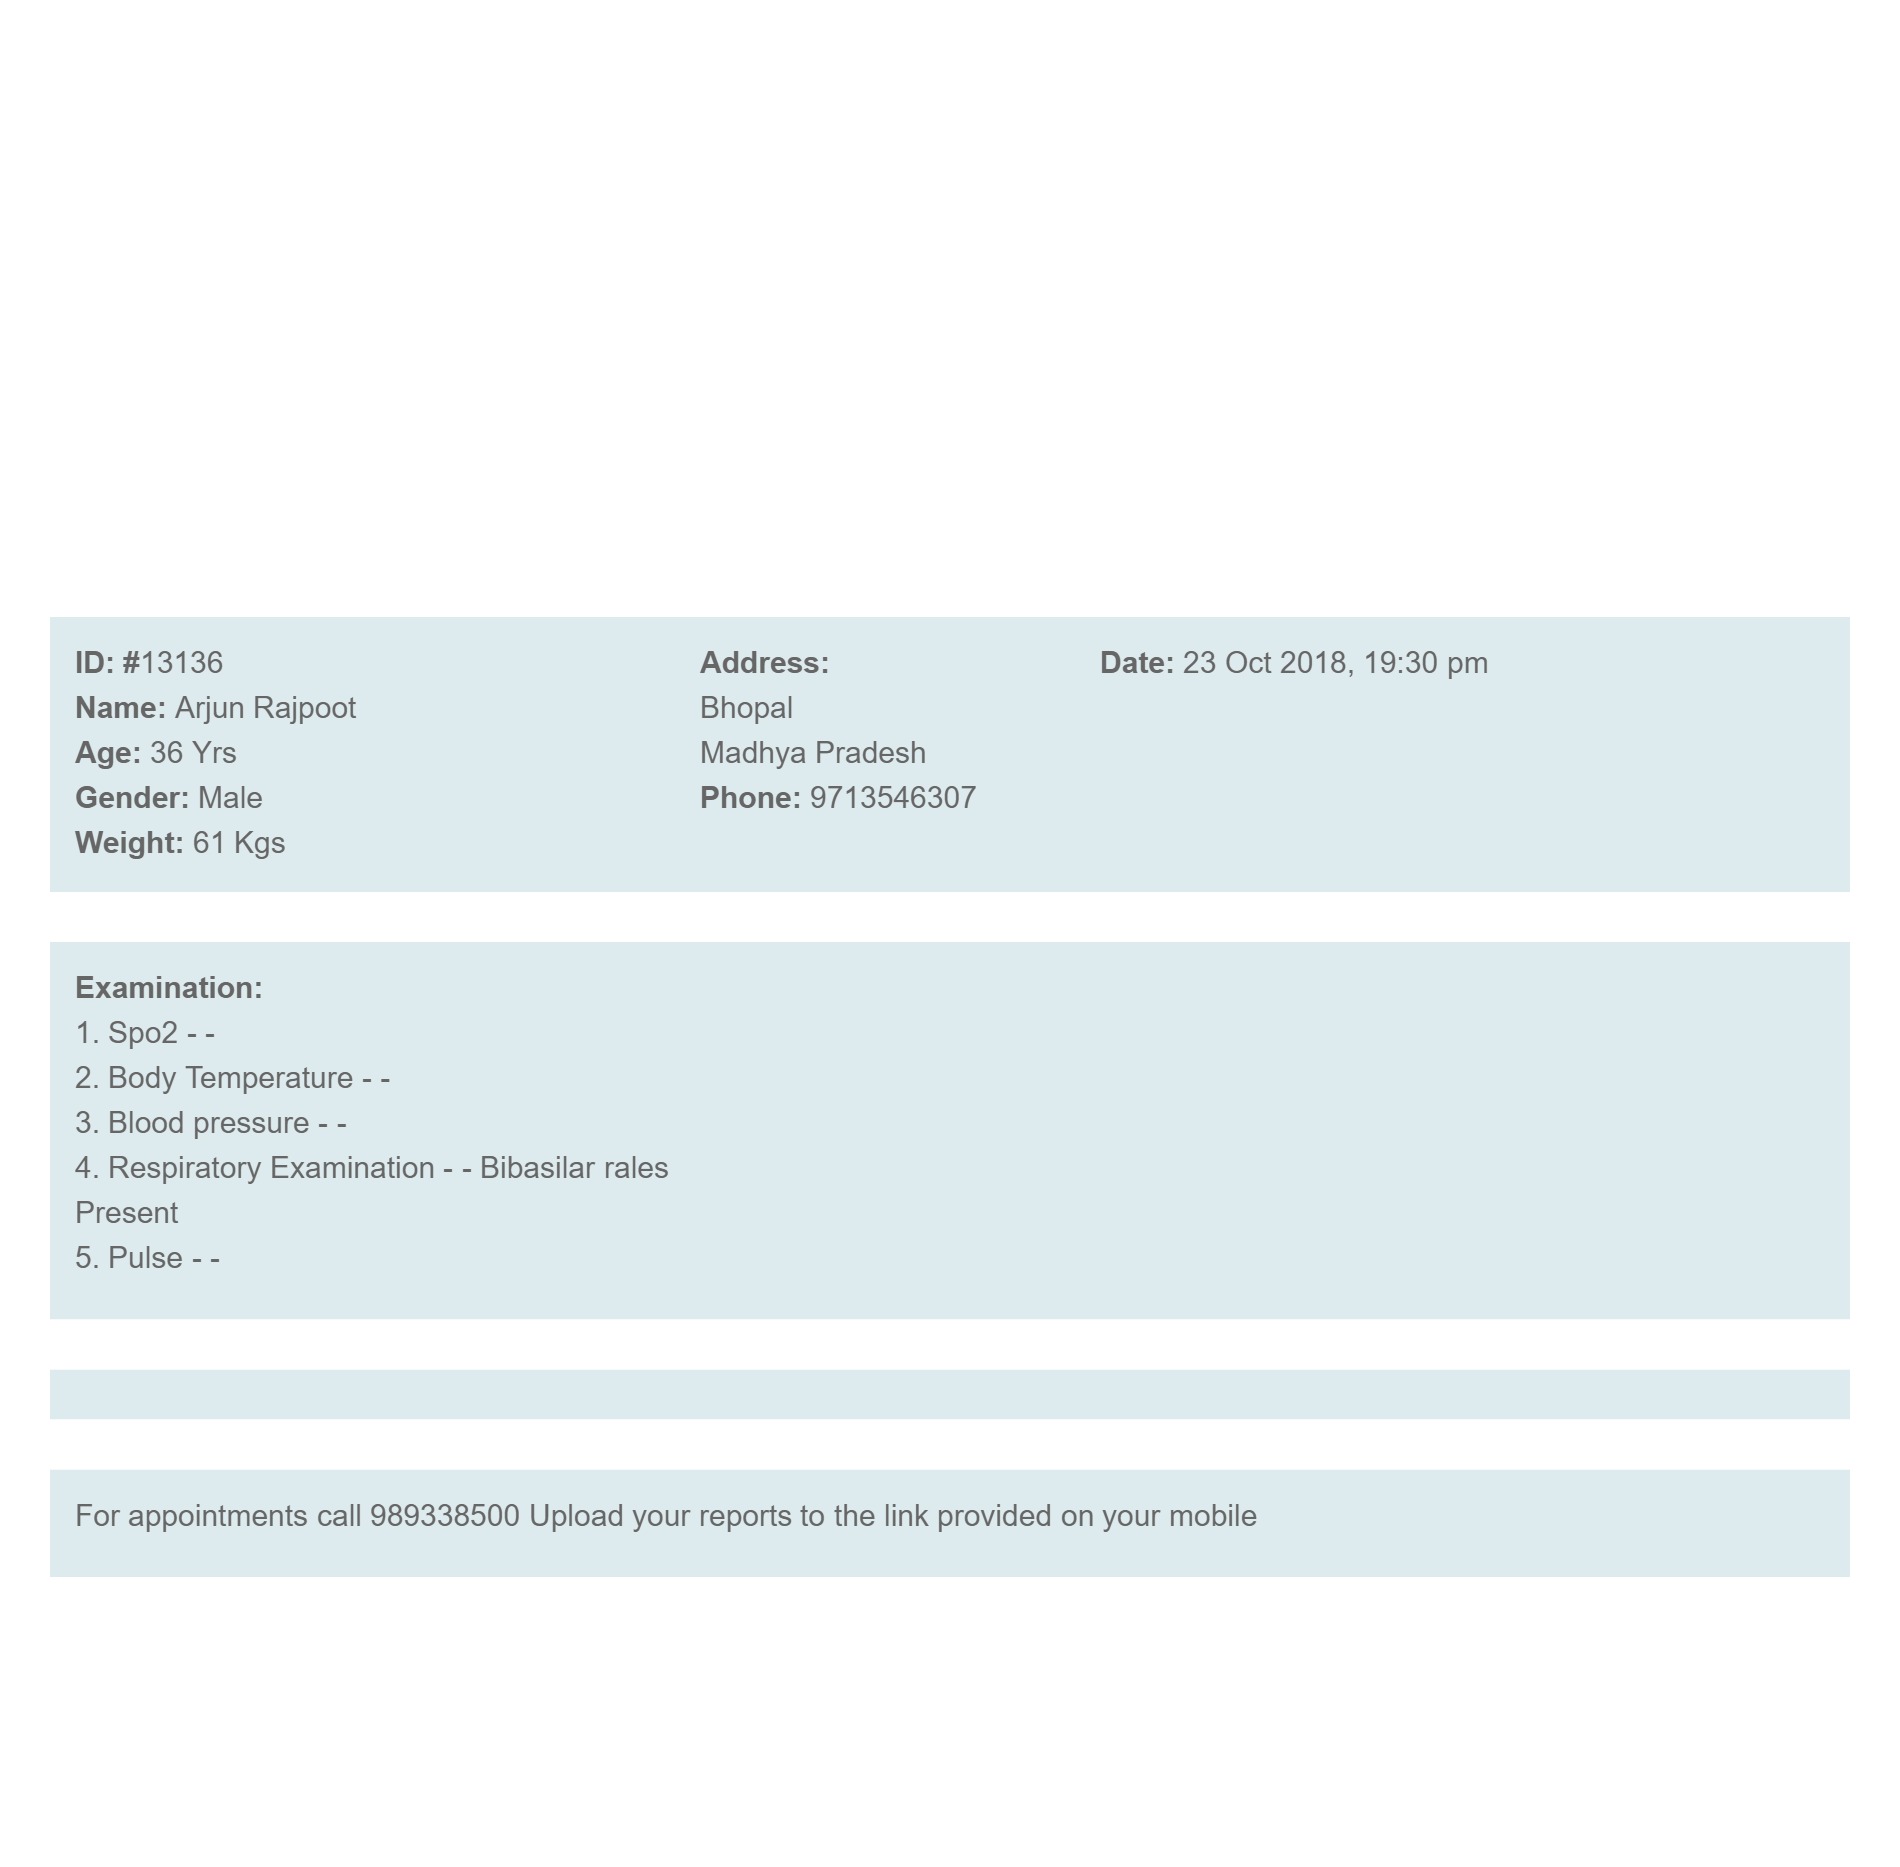 ID: #13136
Name: Arjun Rajpoot
Age: 36 Yrs
Gender: Male
Weight: 61 Kgs
Address:
Bhopal
Madhya Pradesh
Phone: 9713546307
Date: 23 Oct 2018, 19:30 pm
Examination:
1. Spo2 - -
2. Body Temperature - -
3. Blood pressure - -
4. Respiratory Examination - - Bibasilar rales
Present
5. Pulse - -
For appointments call 989338500 Upload your reports to the link provided on your mobile